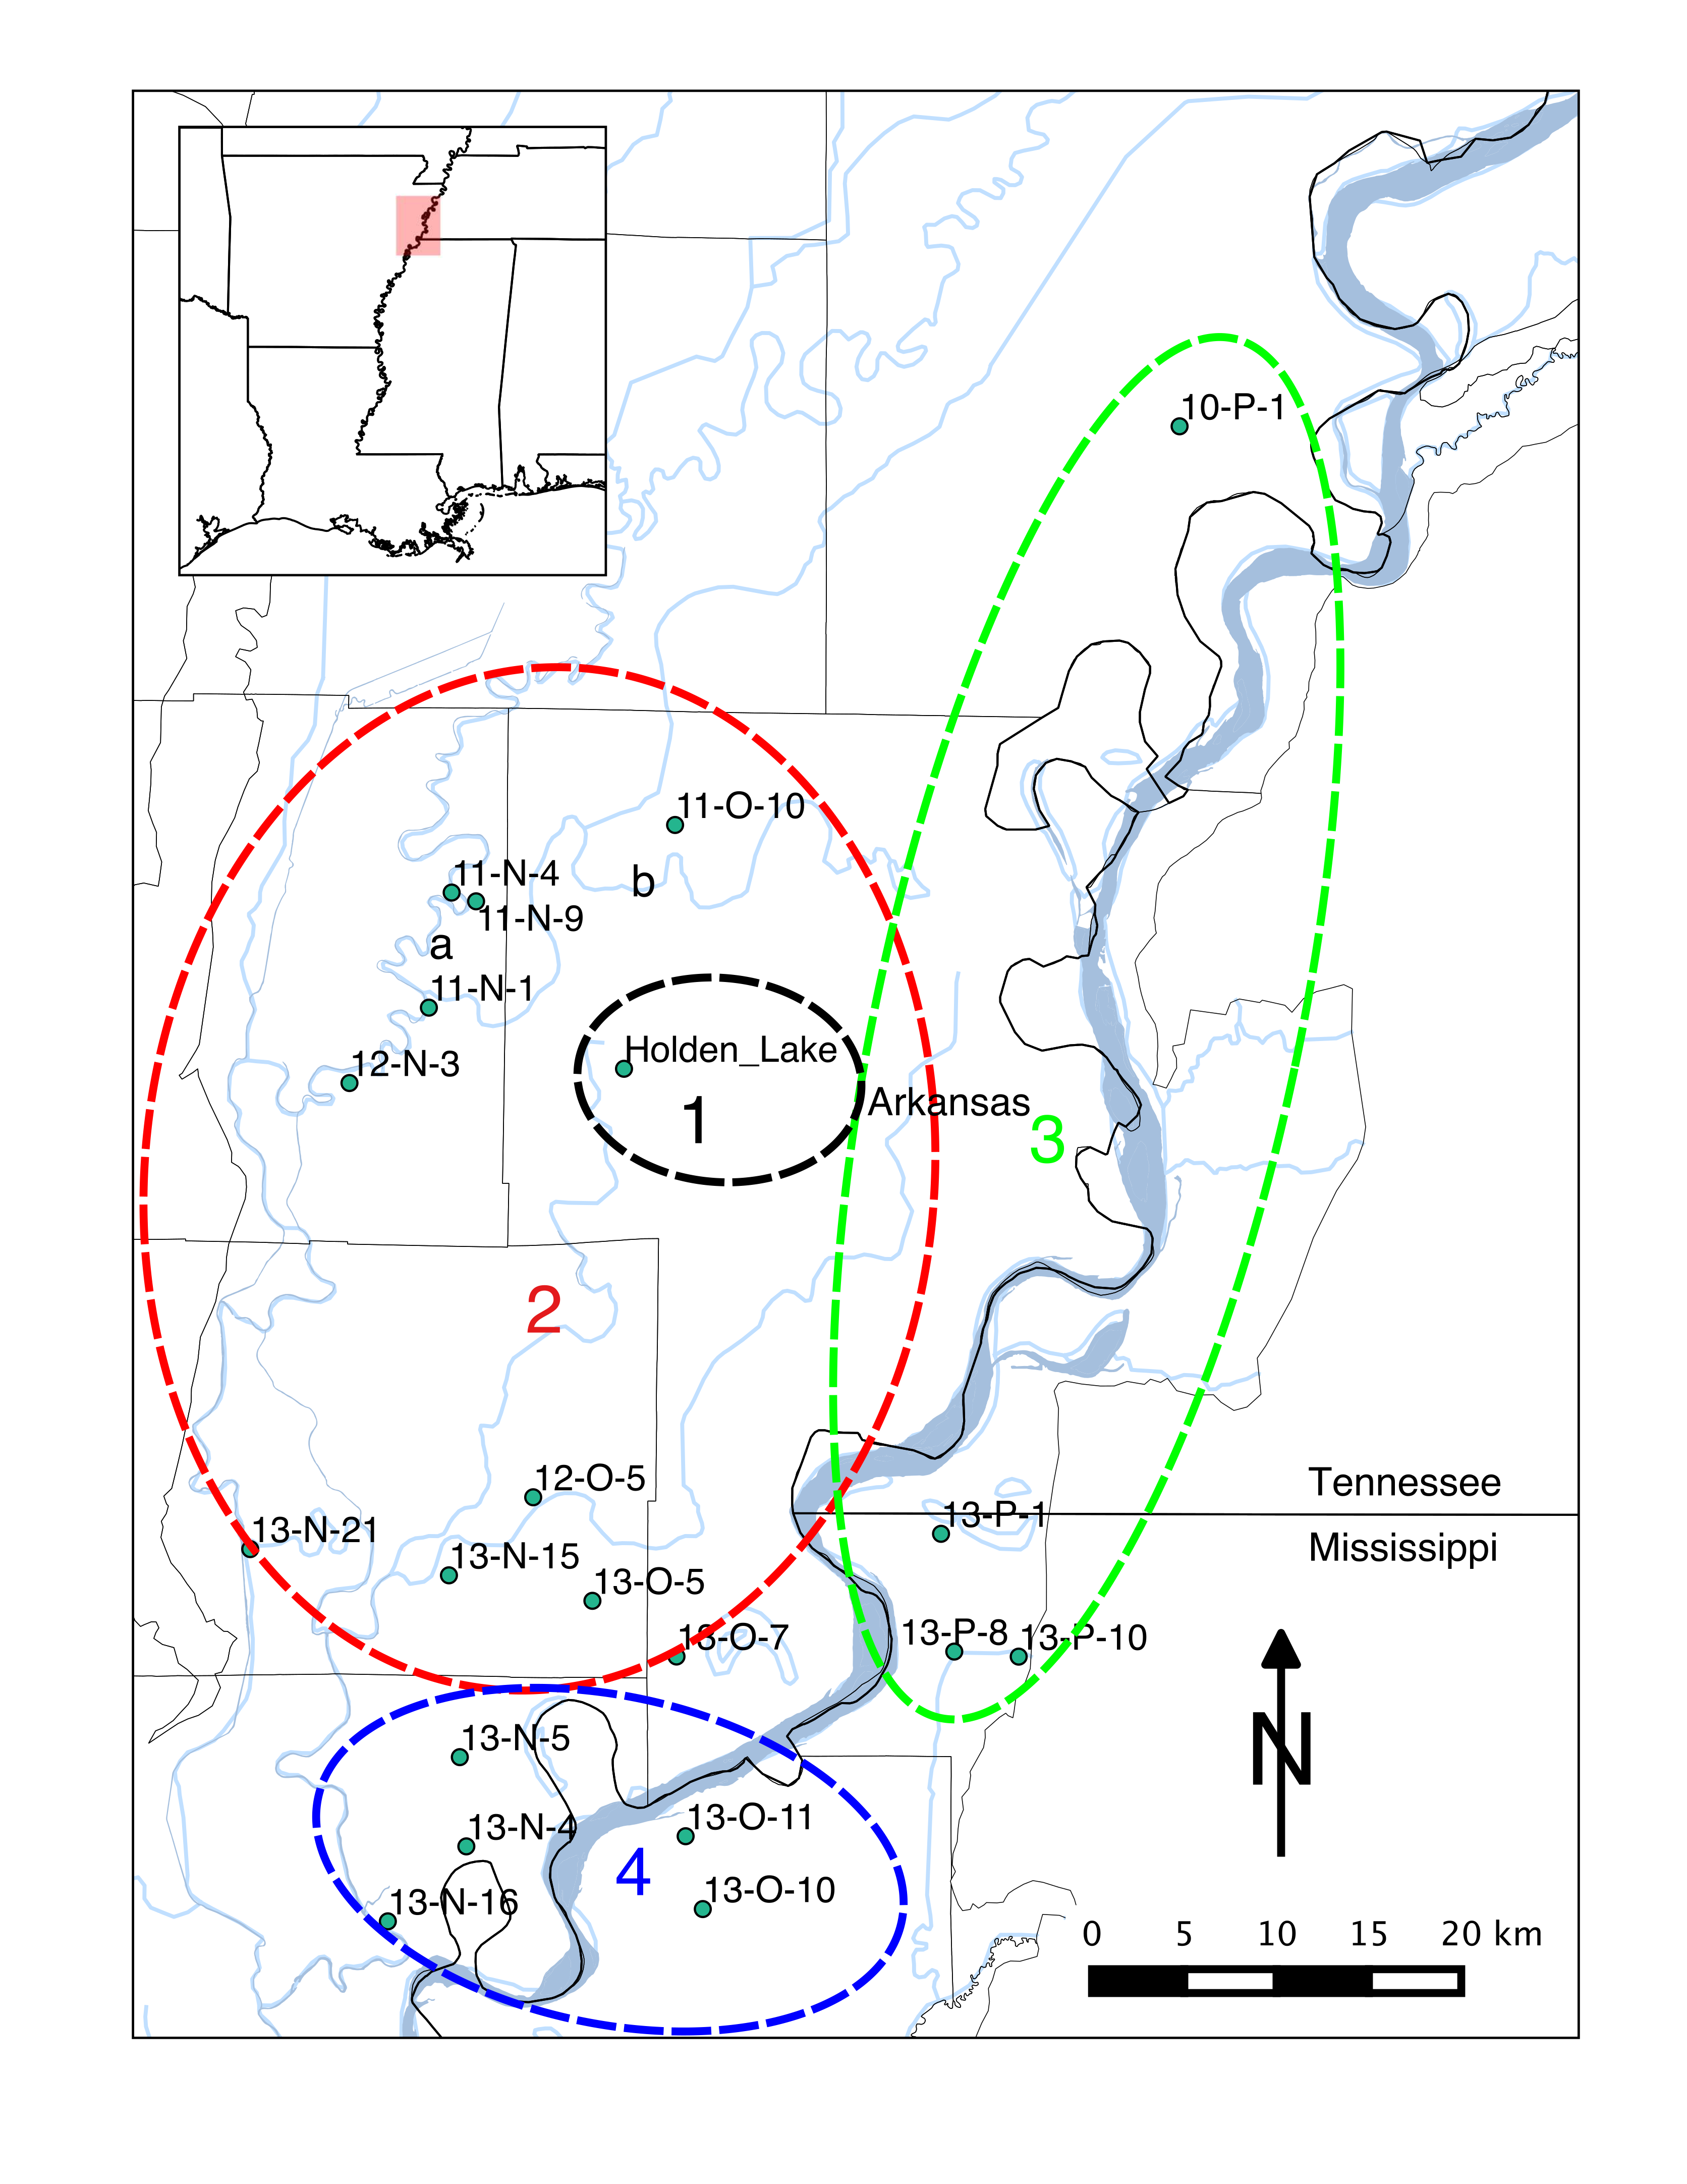 10-P-1
11-O-10
11-N-4
b
11-N-9
a
11-N-1
Holden_Lake
12-N-3
Arkansas
1
3
2
12-O-5
Tennessee
13-P-1
13-N-21
Mississippi
13-N-15
13-O-5
13-O-7
13-P-8
13-P-10
13-N-5
N
13-O-11
13-N-4
4
13-O-10
13-N-16
0 5 10 15 20 km